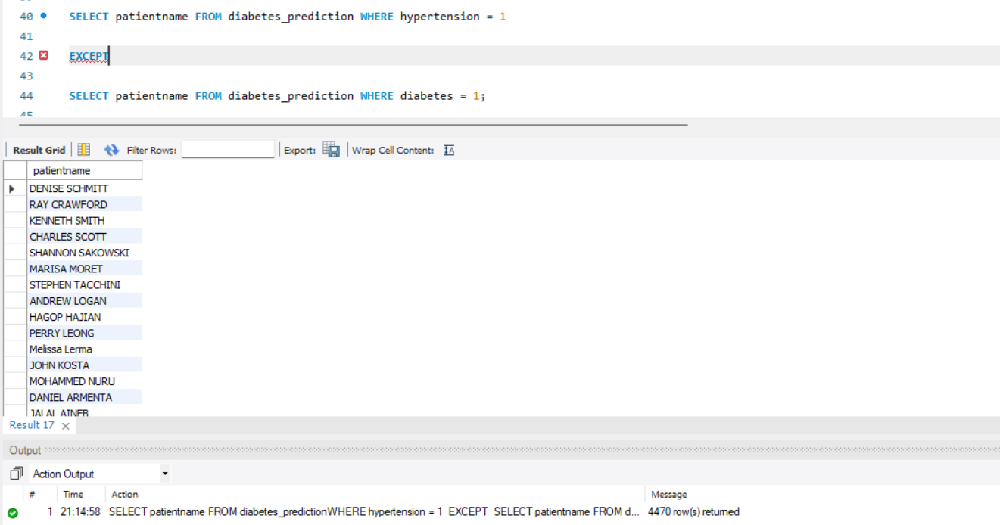 40 SELECT patientname FROM diabetes_prediction WHERE hypertension = 1
41
42 EXCEPT
43
44 SELECT patientname FROM diabetes_prediction WHERE diabetes = 1;
45
Result Grid Filter Rows: Export: Wrap Cell Content: IA
patientname
DENISE SCHMITT
RAY CRAWFORD
KENNETH SMITH
CHARLES SCOTT
SHANNON SAKOWSKI
MARISA MORET
STEPHEN TACCHINI
ANDREW LOGAN
HAGOP HAJIAN
PERRY LEONG
Melissa Lerma
JOHN KOSTA
MOHAMMED NURU
DANIEL ARMENTA
JALAL AINEB
Result 17
Output
Action Output
# Time Action Message
1 21:14:58 SELECT patientname FROM diabetes_prediction WHERE hypertension = 1 EXCEPT SELECT patientname FROM d... 4470 row(s) returned